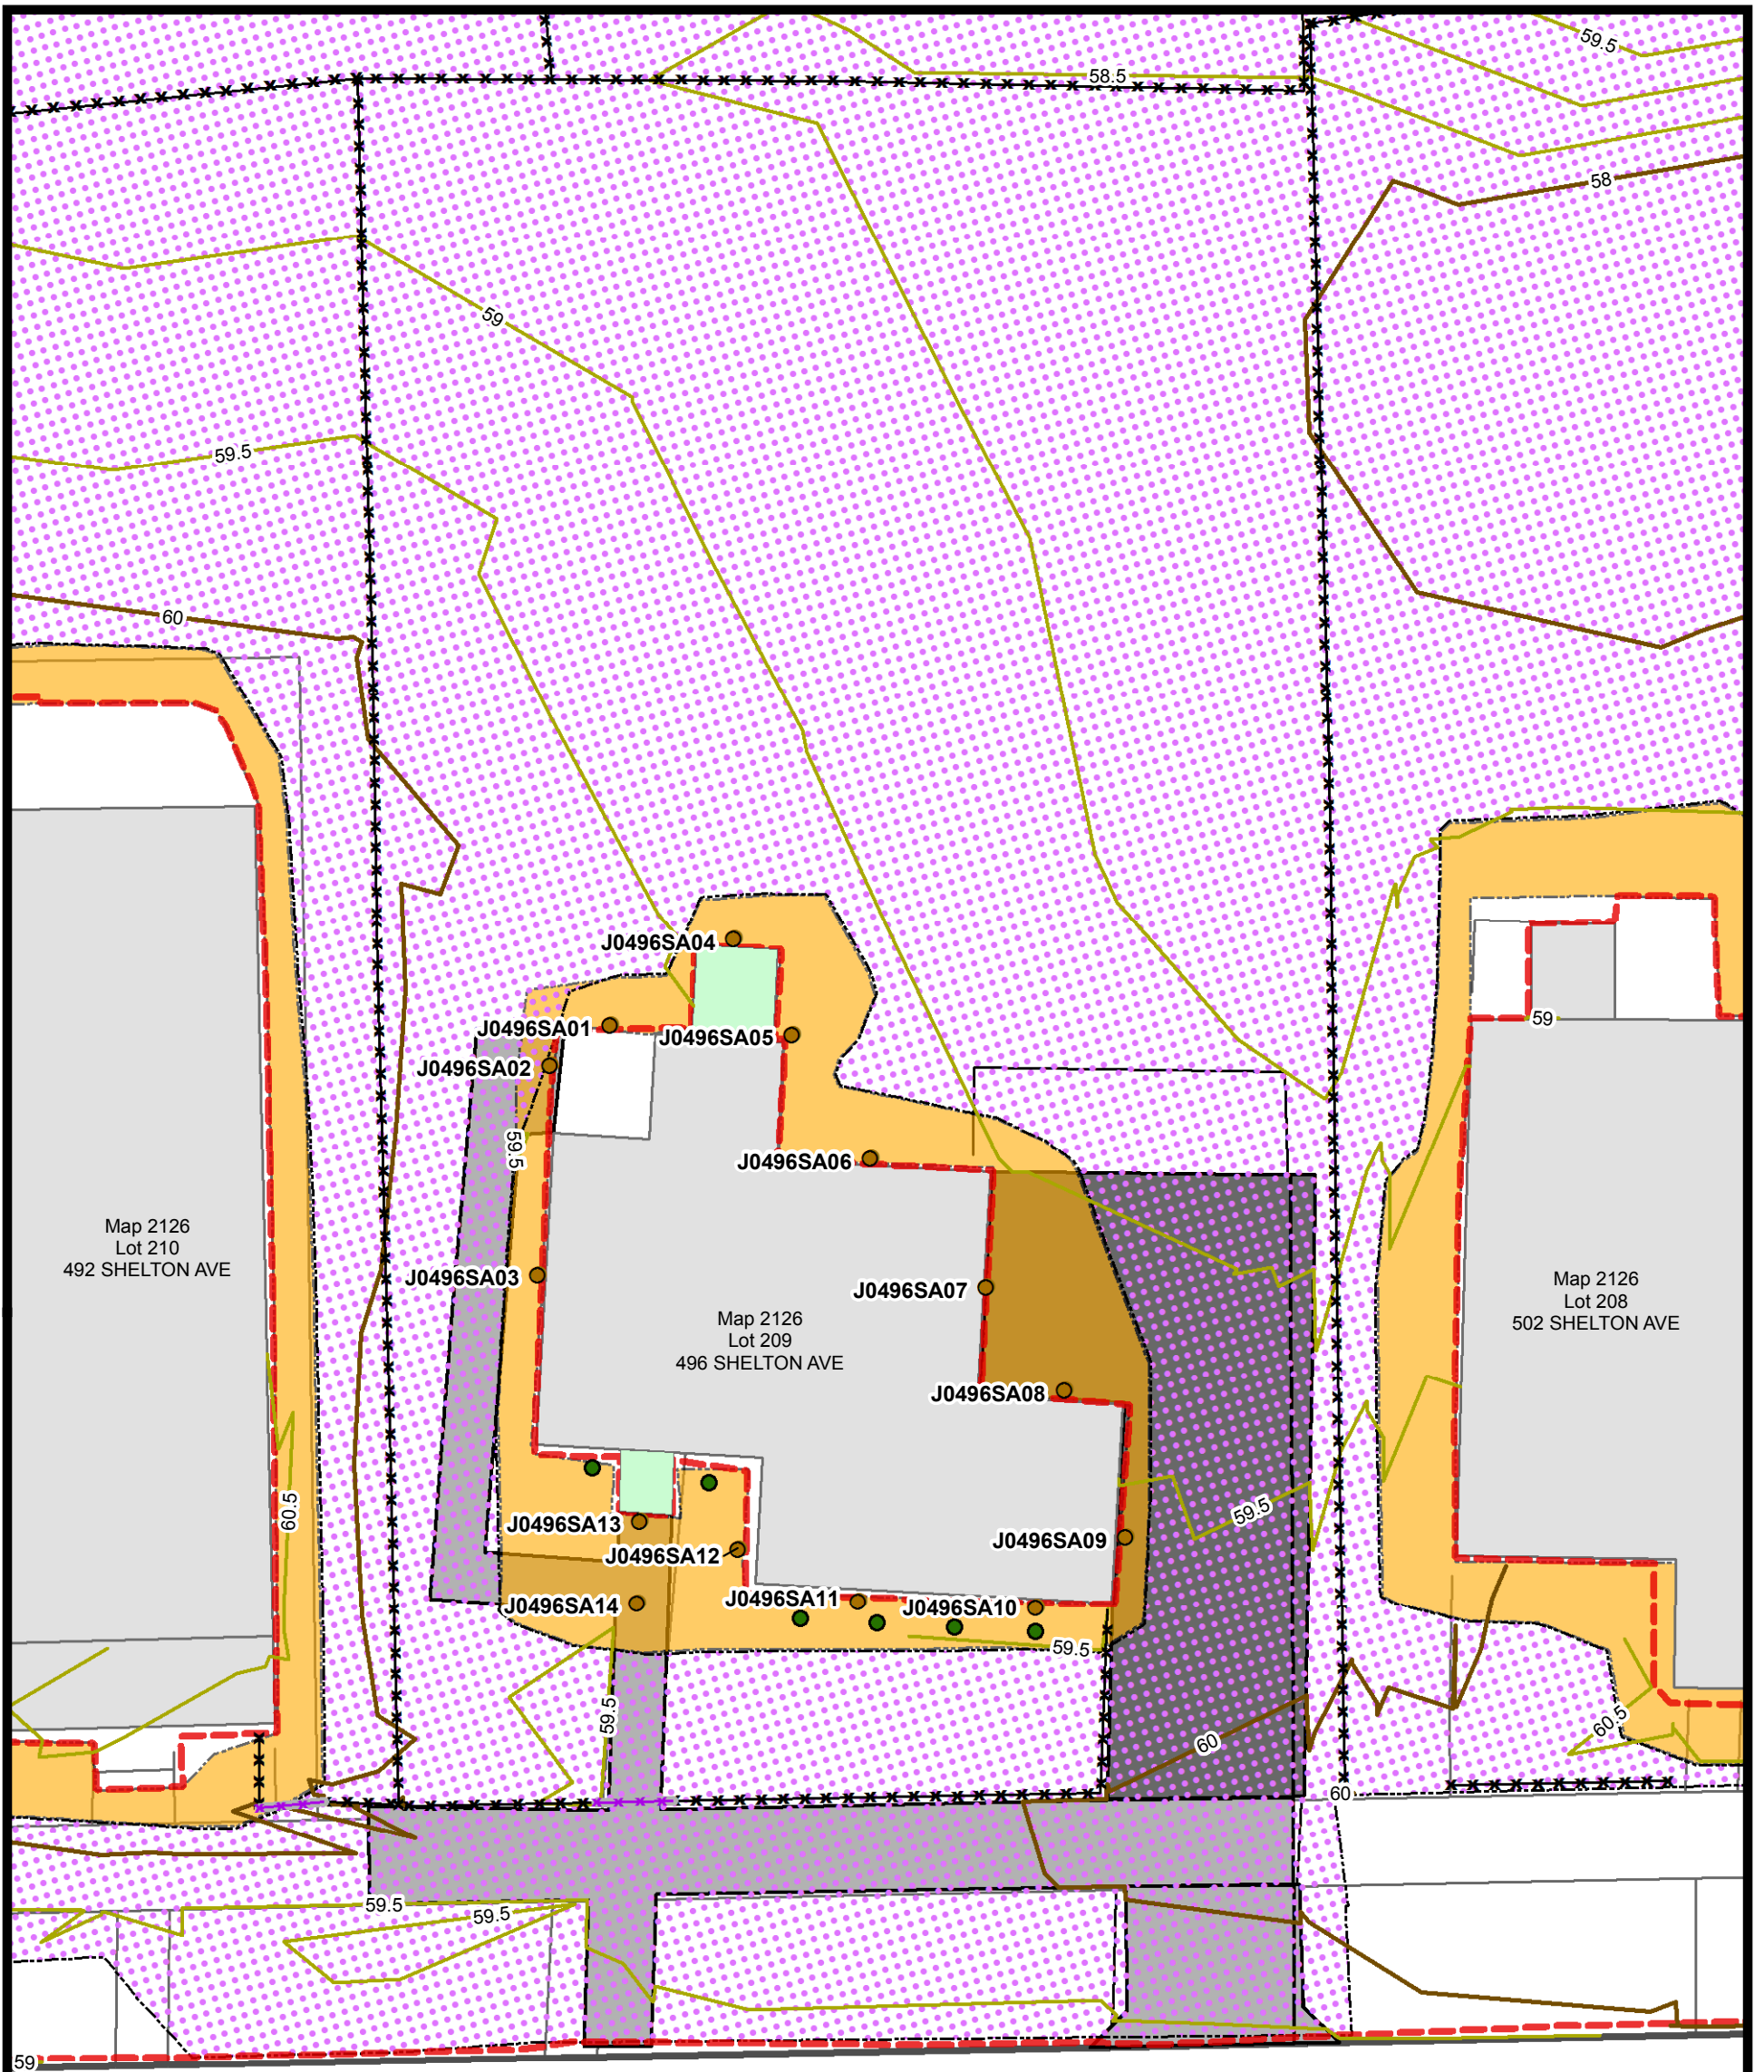 59.5
58.5
58
59
59.5
60
J0496SA04
J0496SA01
J0496SA05
59
J0496SA02
59.5
J0496SA06
Map 2126
Lot 210
492 SHELTON AVE
J0496SA03
J0496SA07
Map 2126
Lot 208
502 SHELTON AVE
Map 2126
Lot 209
496 SHELTON AVE
J0496SA08
60.5
59.5
J0496SA13
J0496SA09
J0496SA12
J0496SA14
J0496SA11
J0496SA10
59.5
59.5
60.5
60
60
59.5
59.5
59